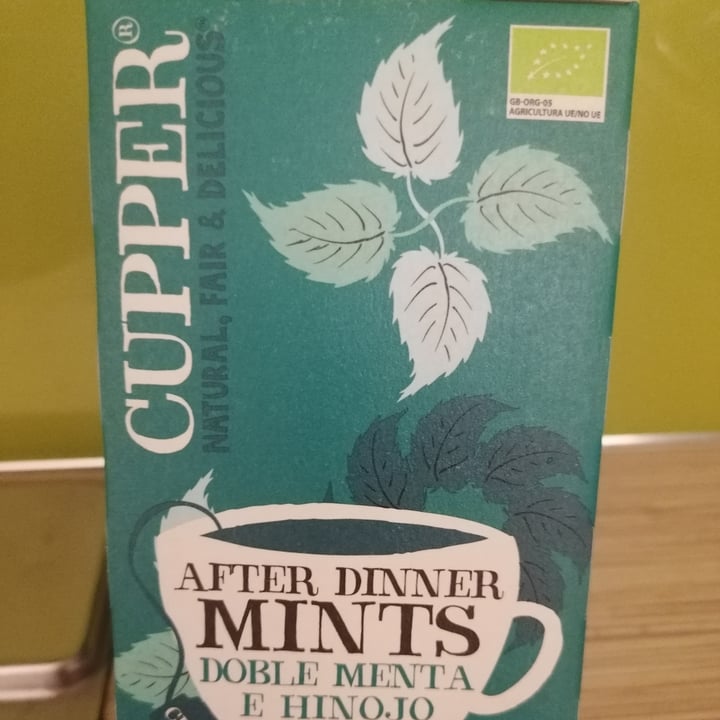 CUPPER®
NATURAL, FAIR & DELICIOUS®
GB-ORG-05
AGRICULTURA UE/NO UE
AFTER DINNER
MINTS
DOBLE MENTA
E HINOJO